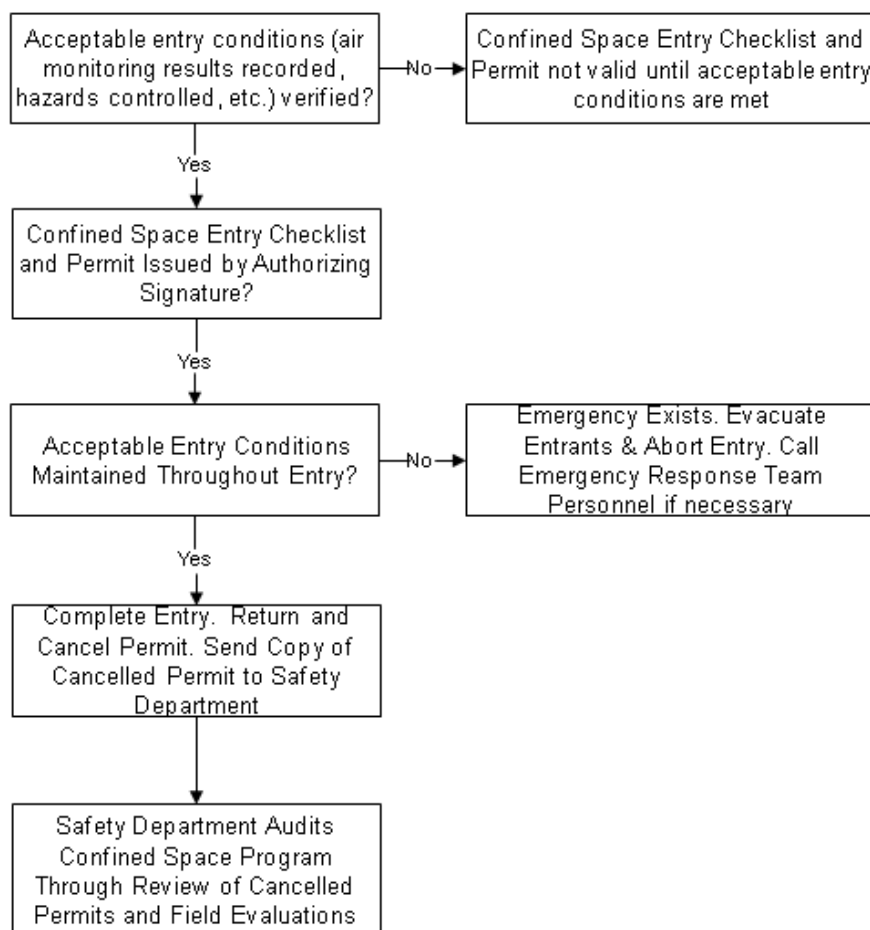 Acceptable entry conditions (air
monitoring results recorded,
hazards controlled, etc.) verified?
No
Confined Space Entry Checklist and
Permit not valid until acceptable entry
conditions are met
Yes
Confined Space Entry Checklist
and Permit Issued by Authorizing
Signature?
Yes
Acceptable Entry Conditions
Maintained Throughout Entry?
No
Emergency Exists. Evacuate
Entrants & Abort Entry. Call
Emergency Response Team
Personnel if necessary
Yes
Complete Entry. Return and
Cancel Permit. Send Copy of
Cancelled Permit to Safety
Department
Safety Department Audits
Confined Space Program
Through Review of Cancelled
Permits and Field Evaluations